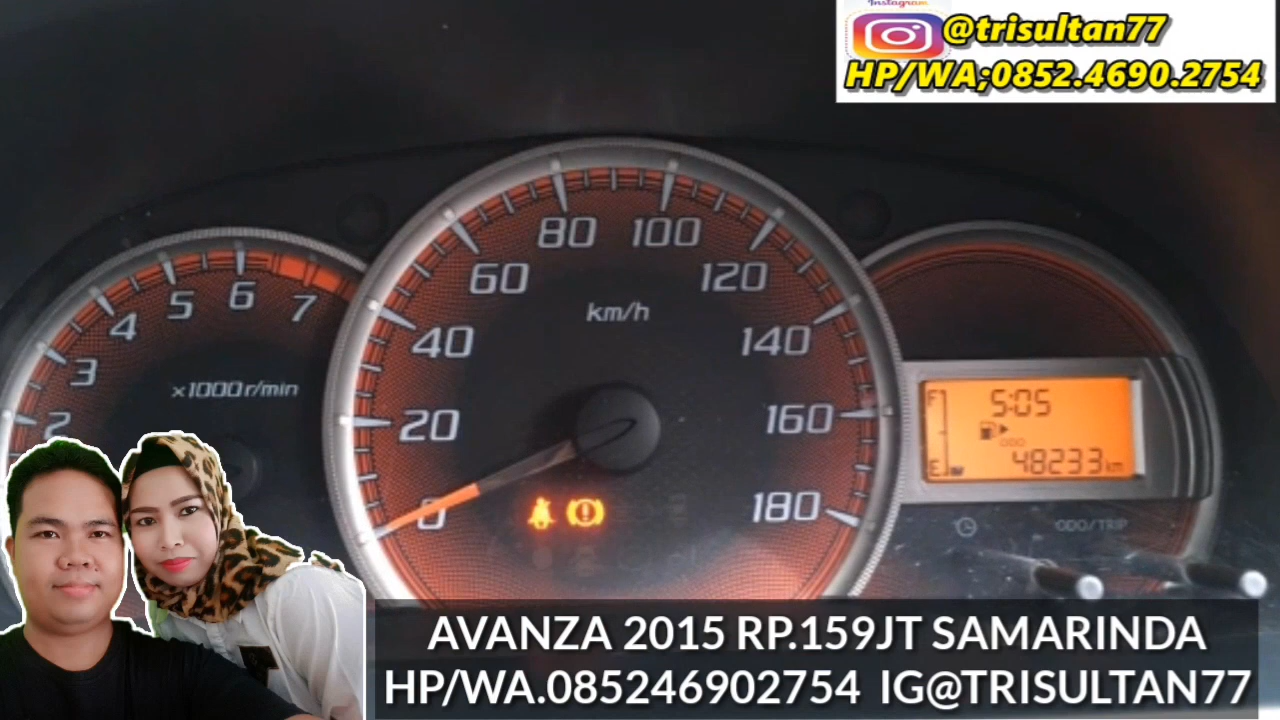 Instagram
@trisultan77
HP/WA;0852.4690.2754
80 100
60 120
km/h
40 140
20 160
0 180
2 3 4 5 6 7
x1000r/min
F
5:05
ODO
E 48233km
ODO/TRIP
AVANZA 2015 RP.159JT SAMARINDA
HP/WA.085246902754 IG@TRISULTAN77